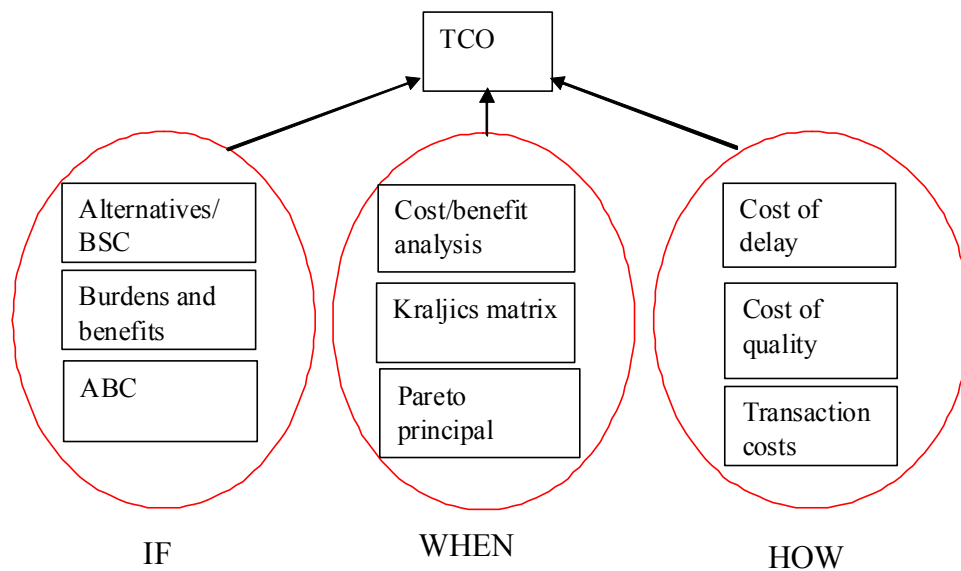 TCO
Alternatives/
BSC
Burdens and
benefits
ABC
IF
Cost/benefit
analysis
Kraljics matrix
Pareto
principal
WHEN
Cost of
delay
Cost of
quality
Transaction
costs
HOW